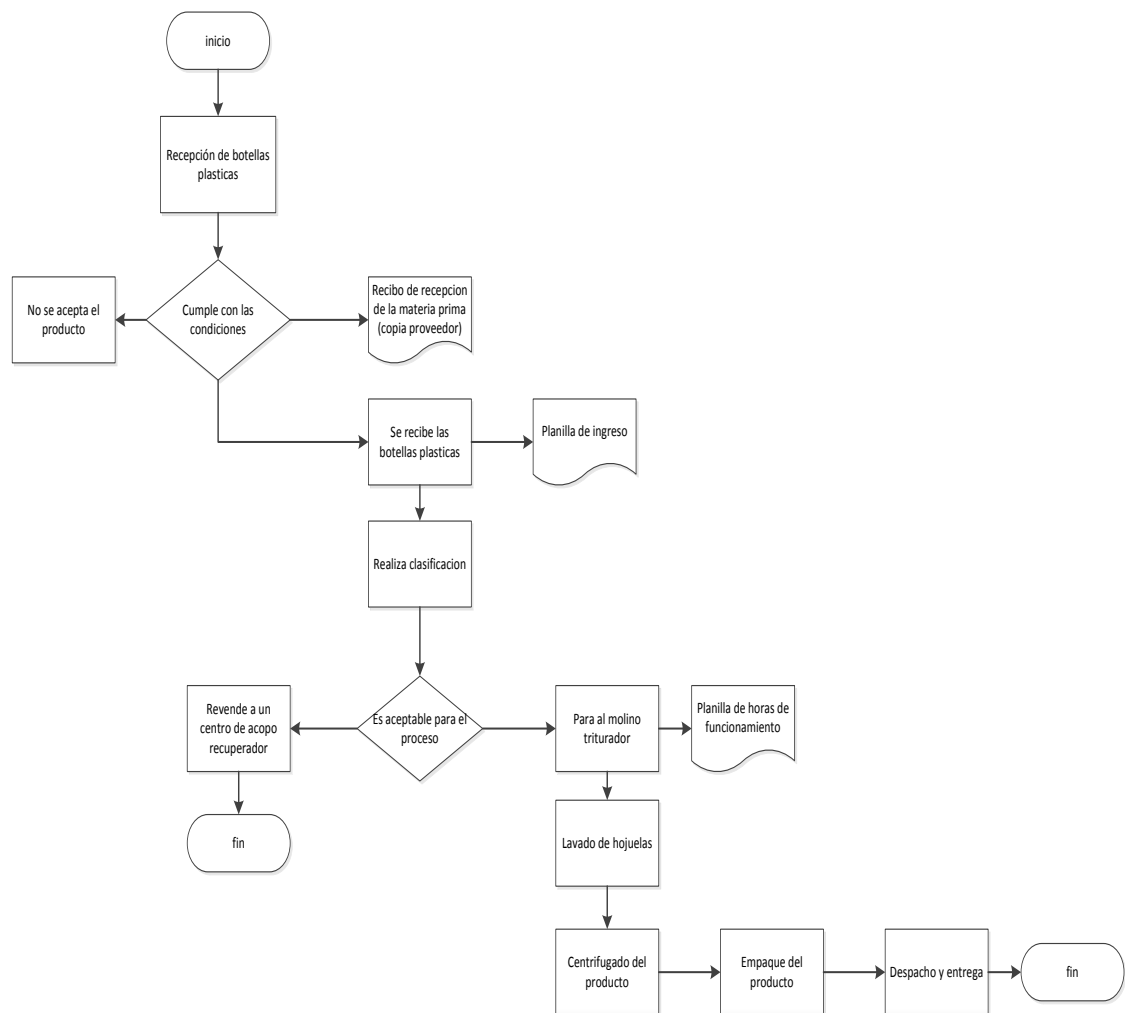 inicio
Recepción de botellas
plasticas
No se acepta el
producto
Cumple con las
condiciones
Recibo de recepcion
de la materia prima
(copia proveedor)
Se recibe las
botellas plasticas
Planilla de ingreso
Realiza clasificacion
Revende a un
centro de acopo
recuperador
Es aceptable para el
proceso
Para al molino
triturador
Planilla de horas de
funcionamiento
fin
Lavado de hojuelas
Centrifugado del
producto
Empaque del
producto
Despacho y entrega
fin